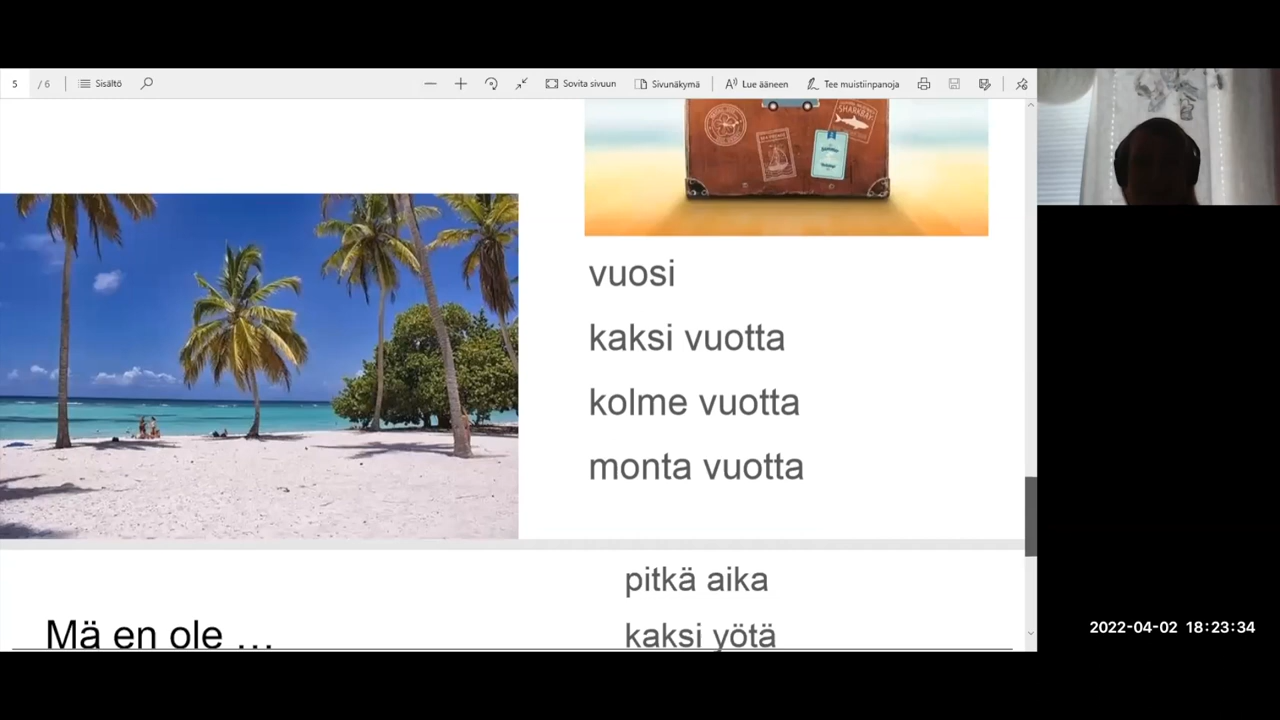 5 / 6 Sisältö Sovita sivuun Sivunäkymä Lue ääneen Tee muistiinpanoja
SHARKBAY
vuosi
kaksi vuotta
kolme vuotta
monta vuotta
pitkä aika
Mä en ole ...
kaksi yötä
2022-04-02 18:23:34